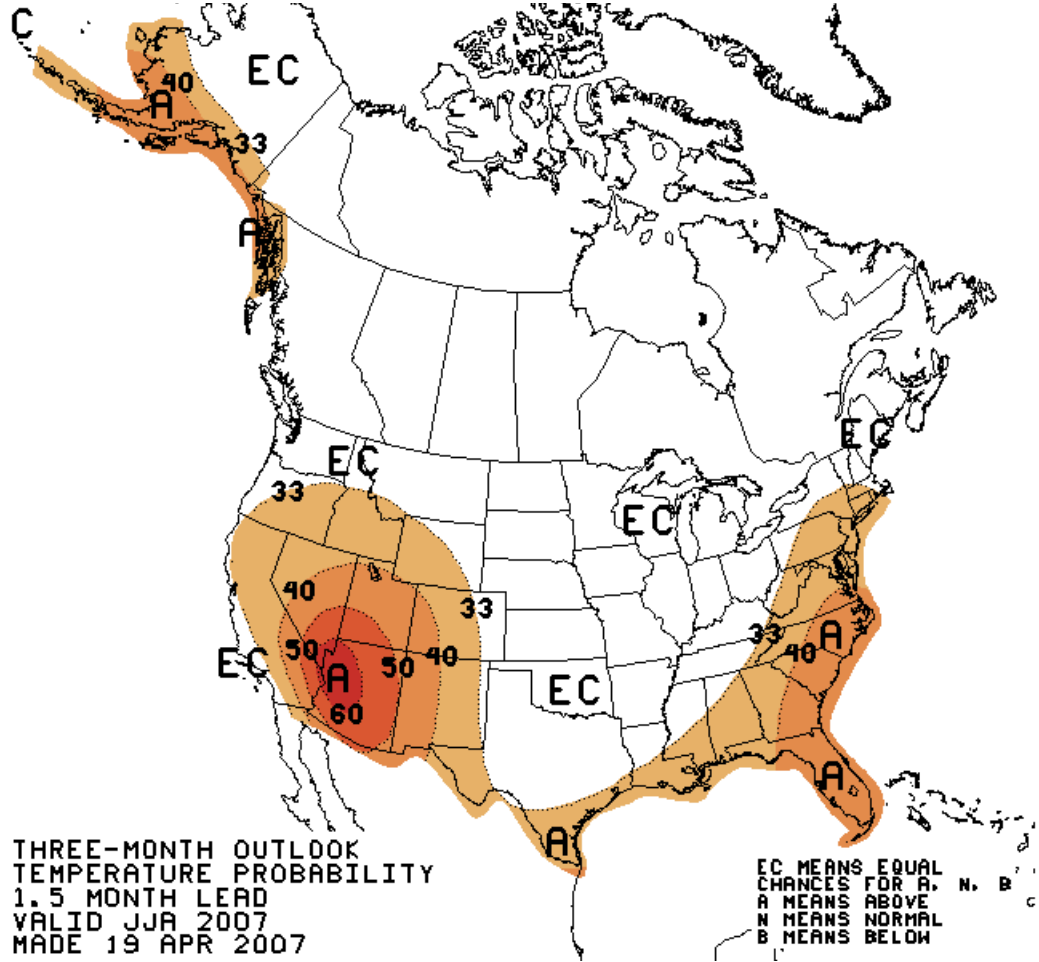 C
EC
40
A
33
A
EC
EC
33
EC
40
33
33
50
A
50
40
EC
60
EC
40
A
A
A
THREE-MONTH OUTLOOK
TEMPERATURE PROBABILITY
1.5 MONTH LEAD
VALID JJA 2007
MADE 19 APR 2007
EC MEANS EQUAL
CHANCES FOR A, N, B
A MEANS ABOVE
N MEANS NORMAL
B MEANS BELOW
C